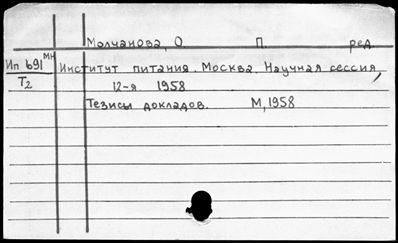 Молчанова, О П. ред.
Ип 691 МН Институт питания. Москва. Научная сессия,
Т2 12-я. 1958
Тезисы докладов. М, 1958